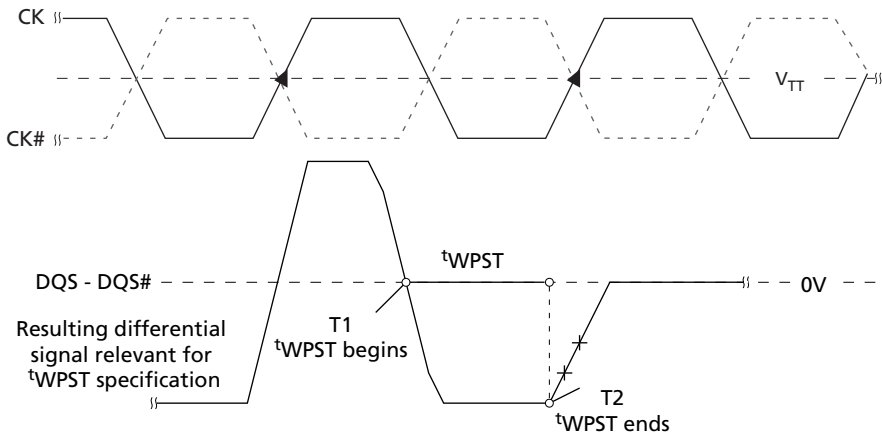 CK
V_TT
CK#
tWPST
DQS - DQS#
0V
Resulting differential
signal relevant for
tWPST specification
T1
tWPST begins
T2
tWPST ends